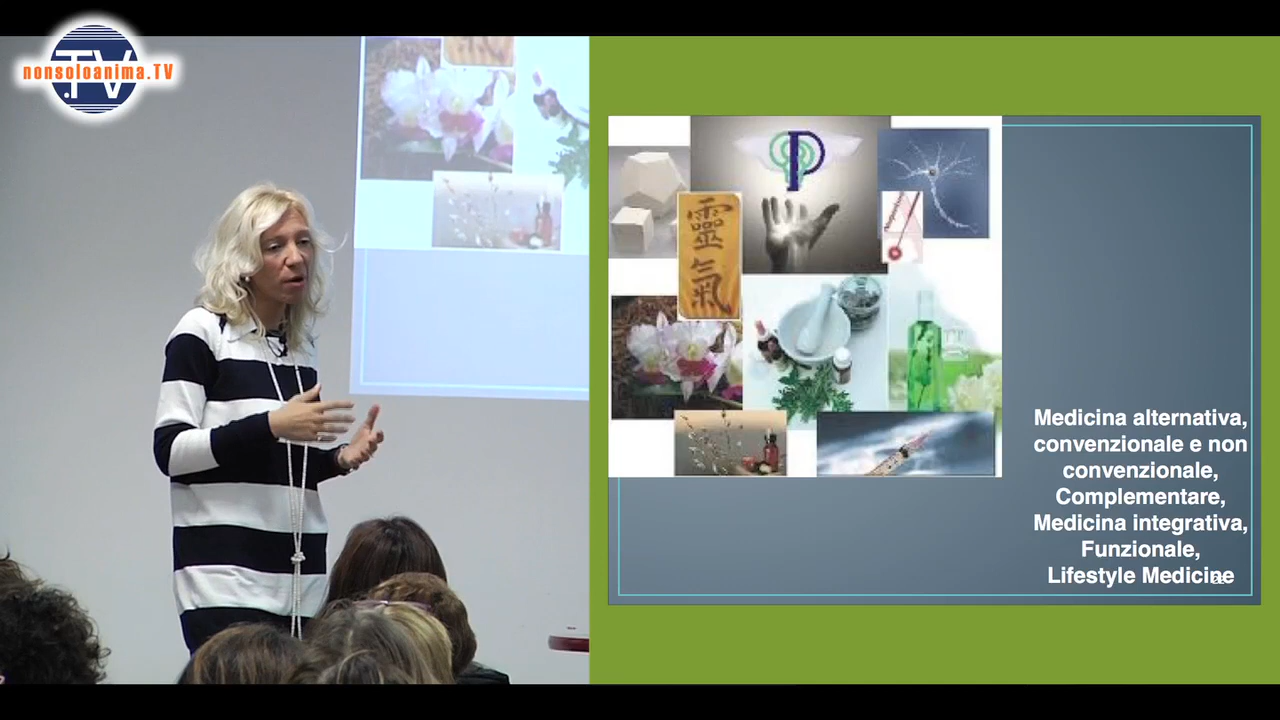 .TV
nonsoloanima.TV
P
靈
氣
Medicina alternativa,
convenzionale e non
convenzionale,
Complementare,
Medicina integrativa,
Funzionale,
Lifestyle Medicine